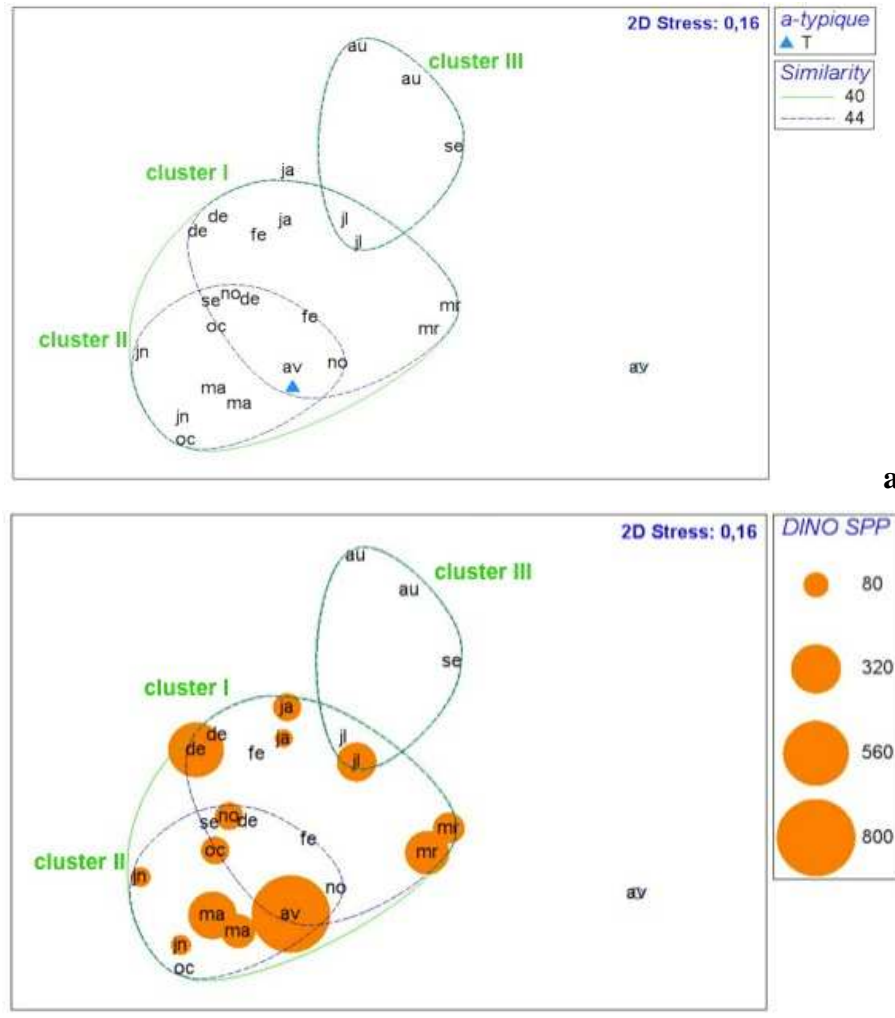 2D Stress: 0,16
a-typique
T
Similarity
40
44
au
cluster III
au
se
cluster I
ja
de
de
fe
ja
jl
jl
se
no
de
oc
fe
mr
mr
cluster II
jn
av
no
av
ma
ma
jn
oc
a
2D Stress: 0,16
DINO SPP
80
320
560
800
au
cluster III
au
se
cluster I
ja
de
de
fe
ja
jl
jl
se
no
de
oc
fe
mr
mr
cluster II
jn
no
av
ma
av
ma
jn
oc